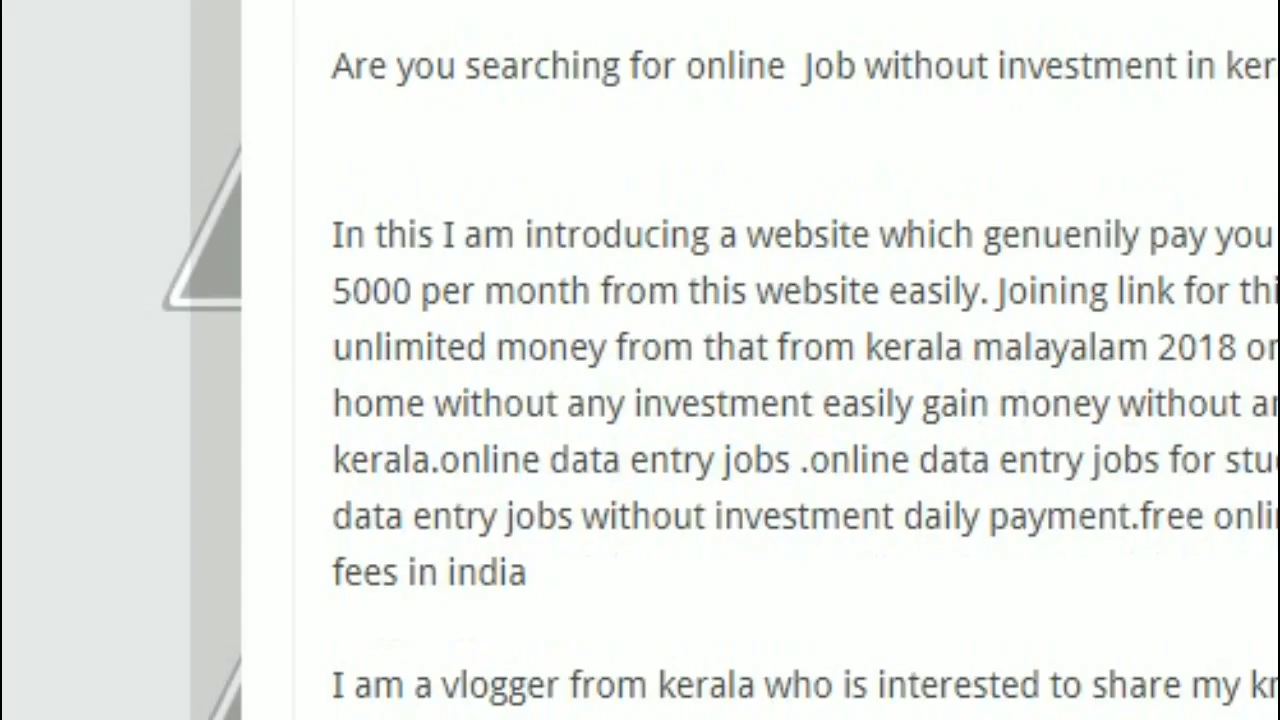 Are you searching for online Job without investment in ker
In this I am introducing a website which genuenily pay you
5000 per month from this website easily. Joining link for thi
unlimited money from that from kerala malayalam 2018 or
home without any investment easily gain money without an
kerala.online data entry jobs .online data entry jobs for stu
data entry jobs without investment daily payment.free onli
fees in india
I am a vlogger from kerala who is interested to share my kn